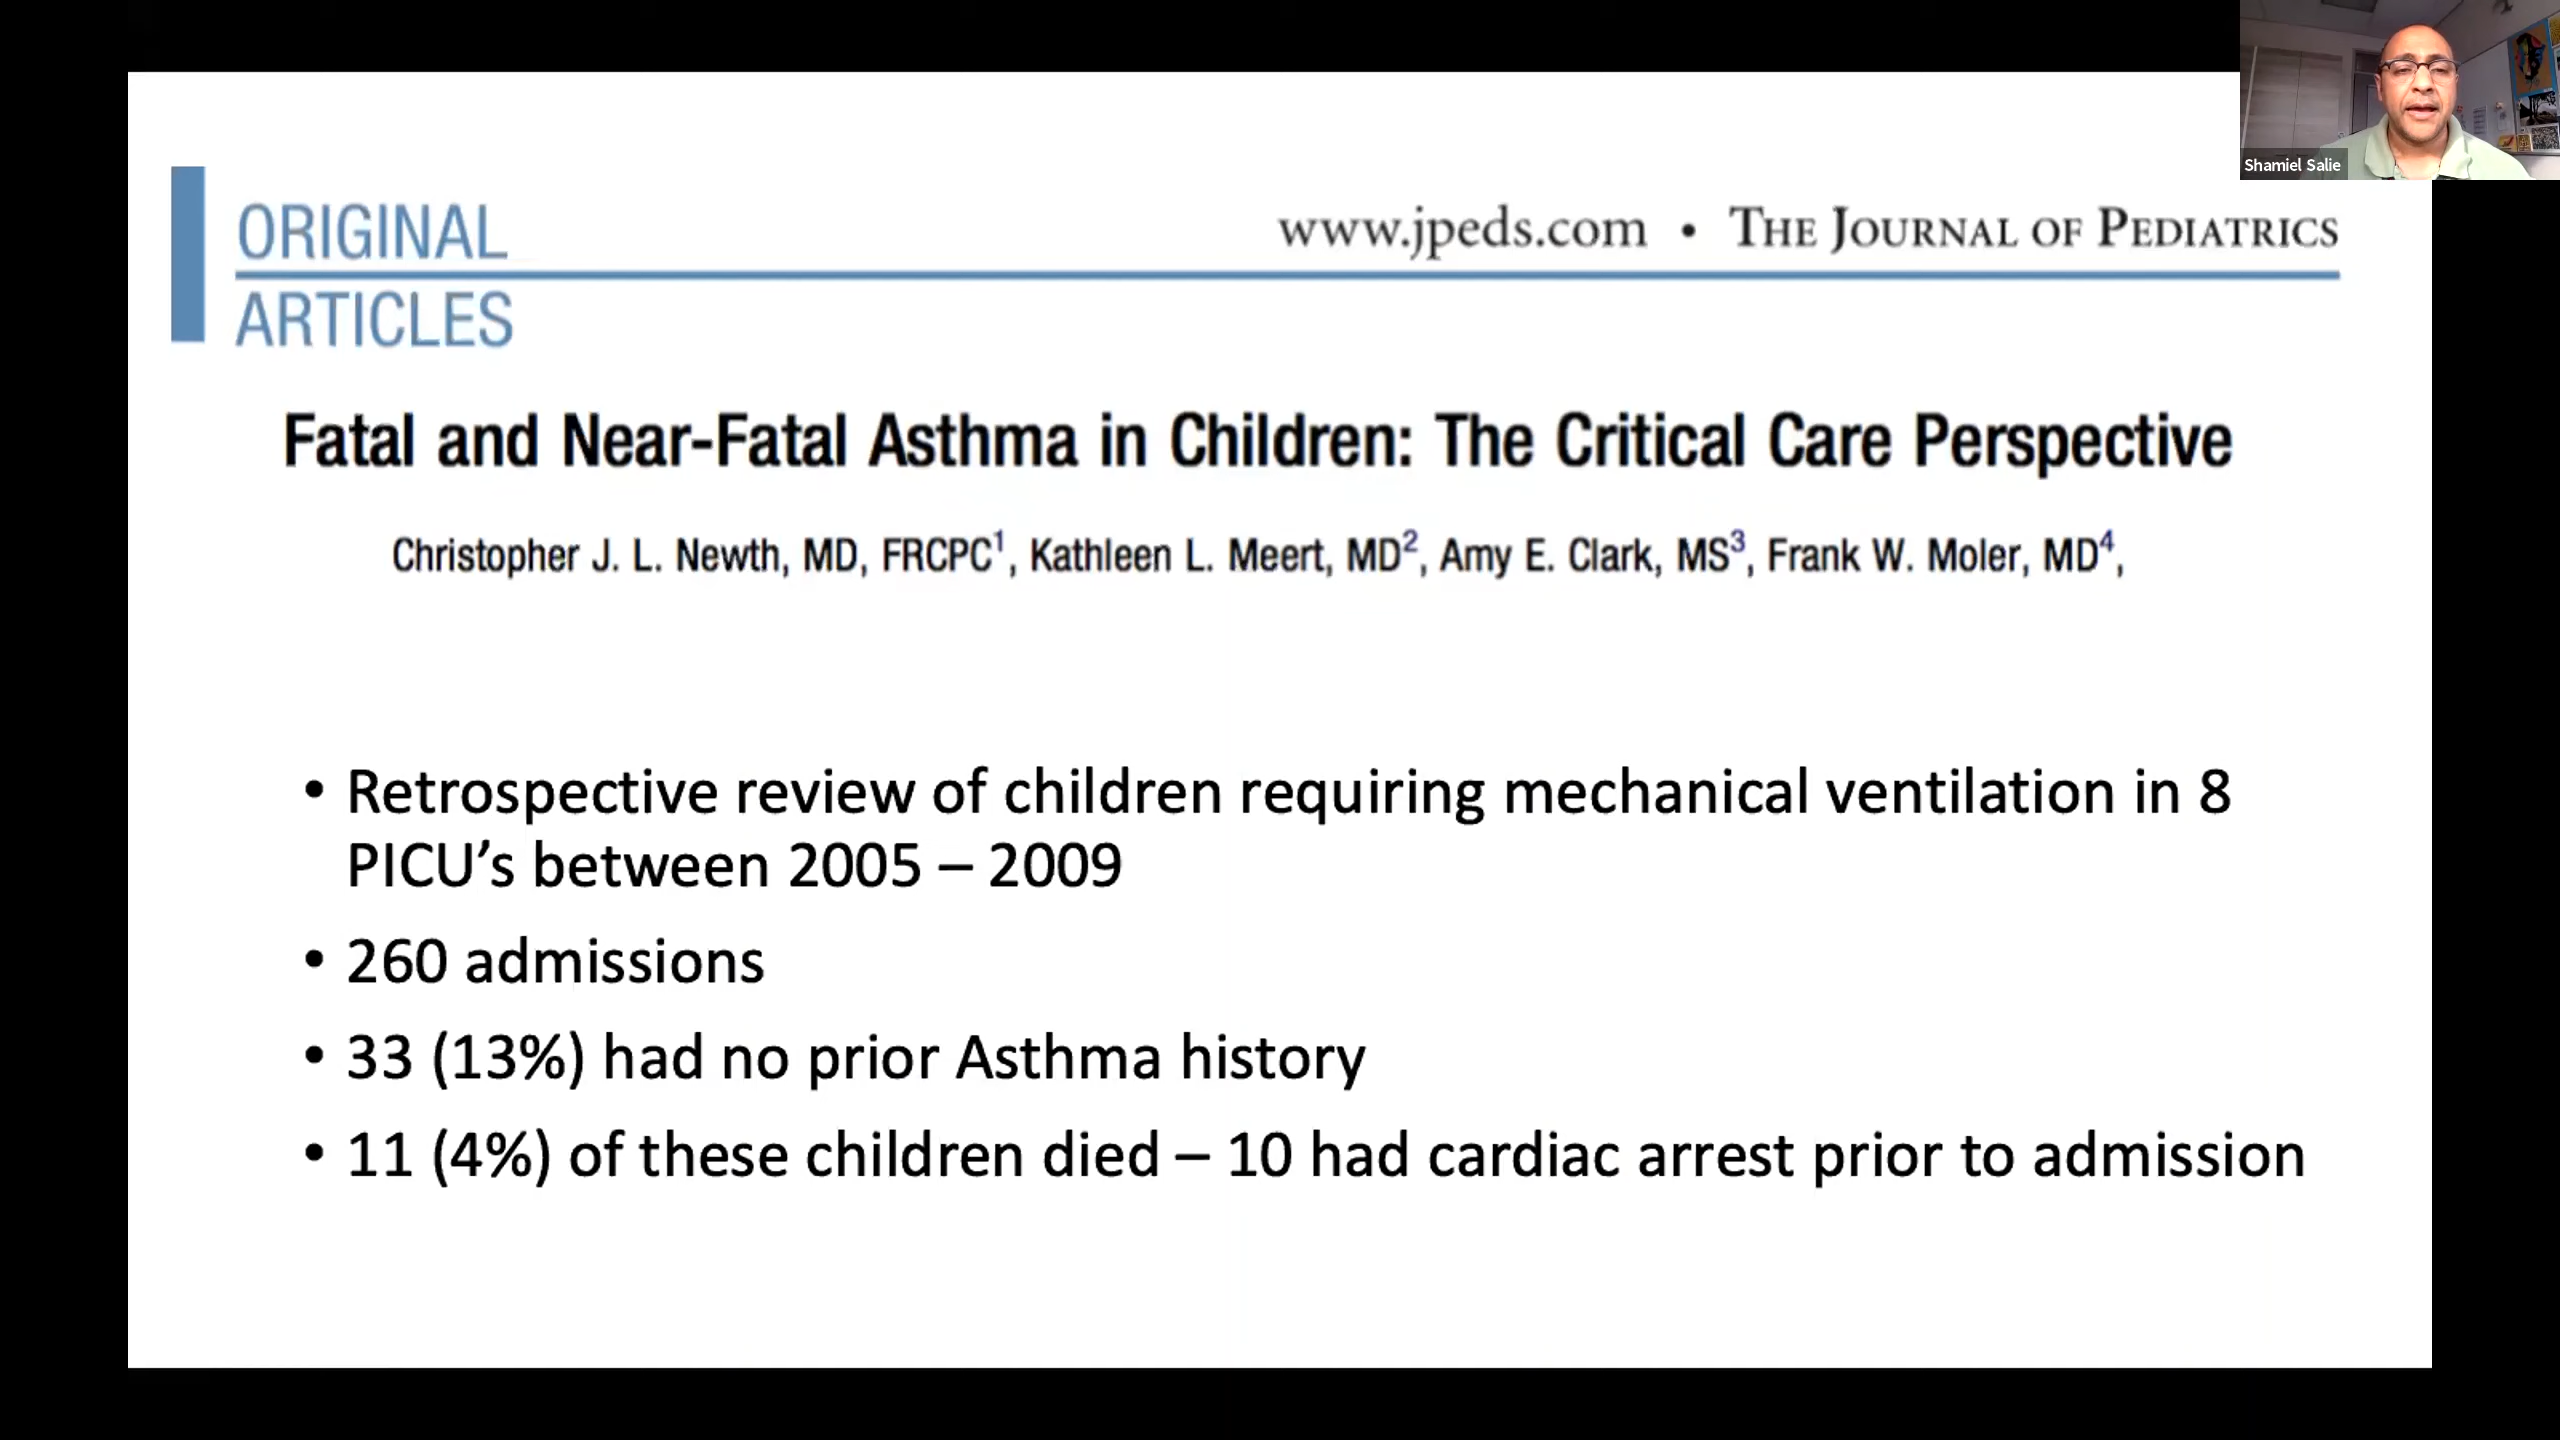 Shamiel Salie
ORIGINAL
ARTICLES
www.jpeds.com • THE JOURNAL OF PEDIATRICS
Fatal and Near-Fatal Asthma in Children: The Critical Care Perspective
Christopher J. L. Newth, MD, FRCPC1, Kathleen L. Meert, MD2, Amy E. Clark, MS3, Frank W. Moler, MD4,
• Retrospective review of children requiring mechanical ventilation in 8
PICU’s between 2005 – 2009
• 260 admissions
• 33 (13%) had no prior Asthma history
• 11 (4%) of these children died – 10 had cardiac arrest prior to admission